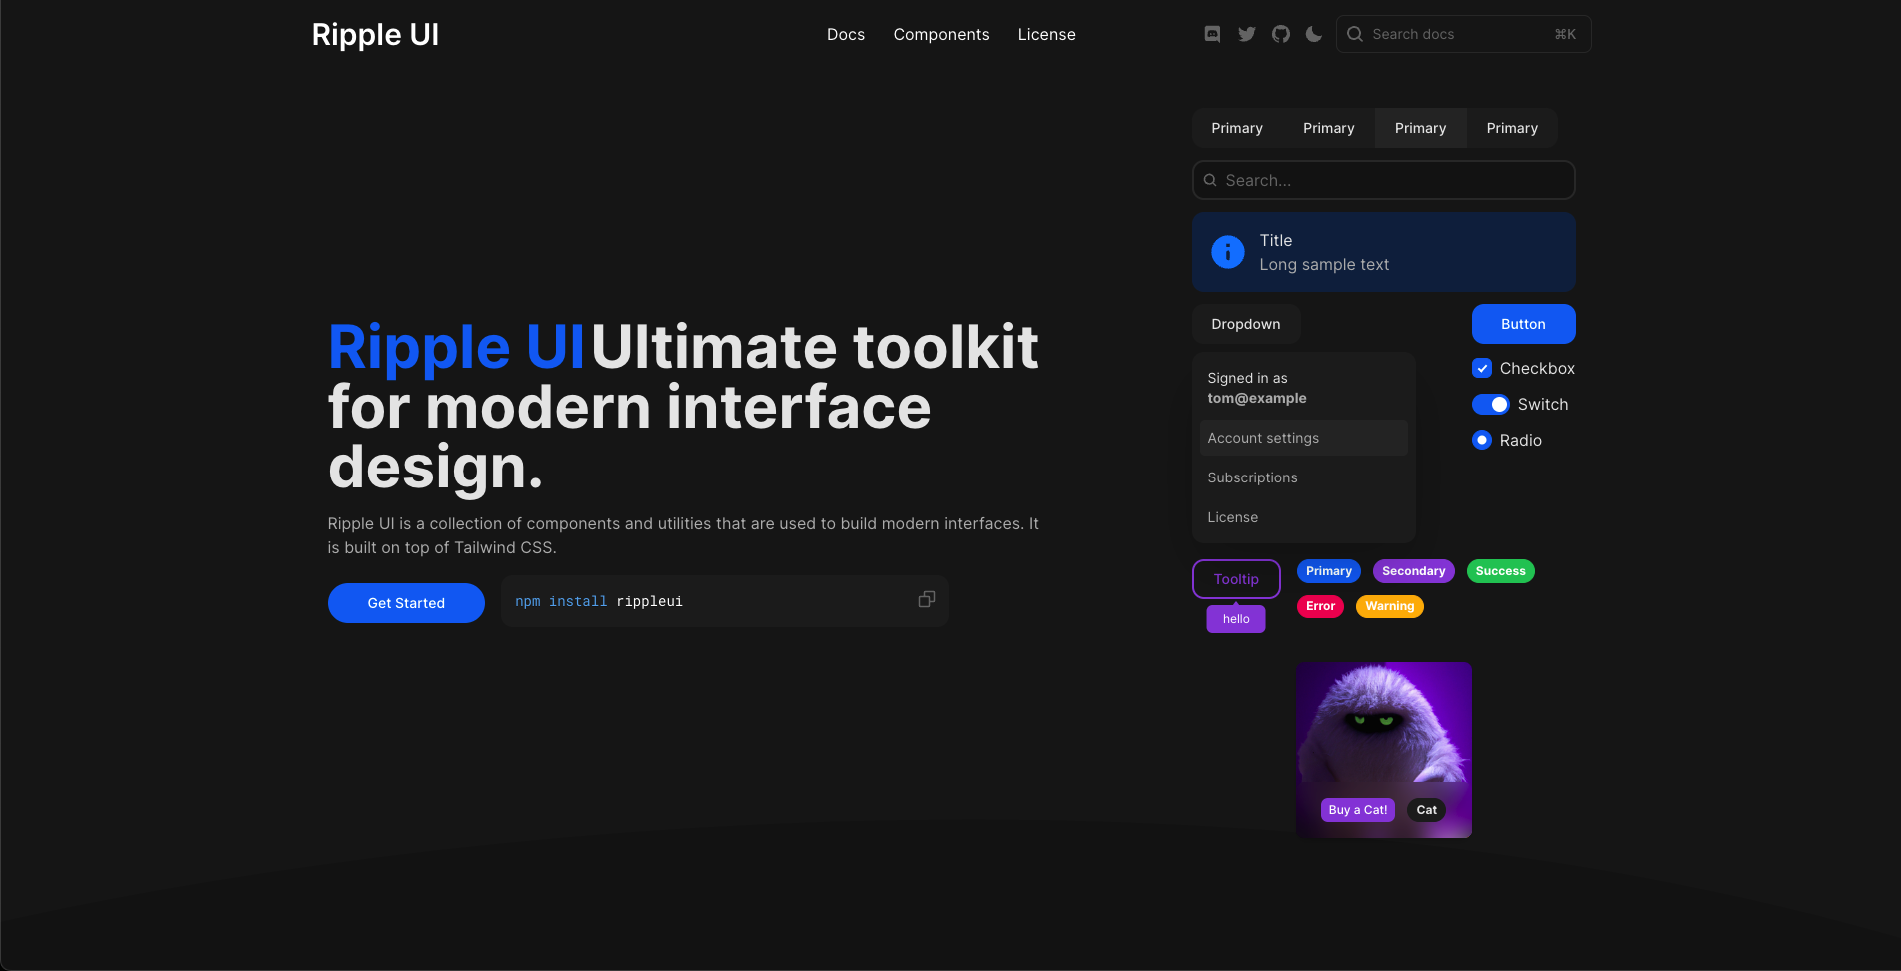 Ripple UI
Docs Components License
Search docs ⌘K
Primary Primary Primary Primary
Search...
Title
Long sample text
Dropdown
Button
Signed in as
tom@example
Account settings
Subscriptions
License
Checkbox
Switch
Radio
Ripple UI Ultimate toolkit
for modern interface
design.
Ripple UI is a collection of components and utilities that are used to build modern interfaces. It
is built on top of Tailwind CSS.
Get Started
npm install rippleui
Tooltip
hello
Primary Secondary Success
Error Warning
Buy a Cat! Cat